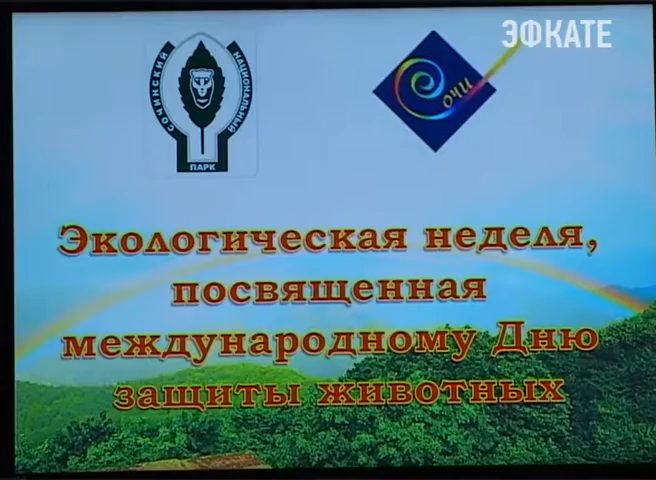 ЭФКАТЕ
СОЧИНСКИЙ НАЦИОНАЛЬНЫЙ
ПАРК
Сочи
Экологическая неделя,
посвященная
международному Дню
защиты животных